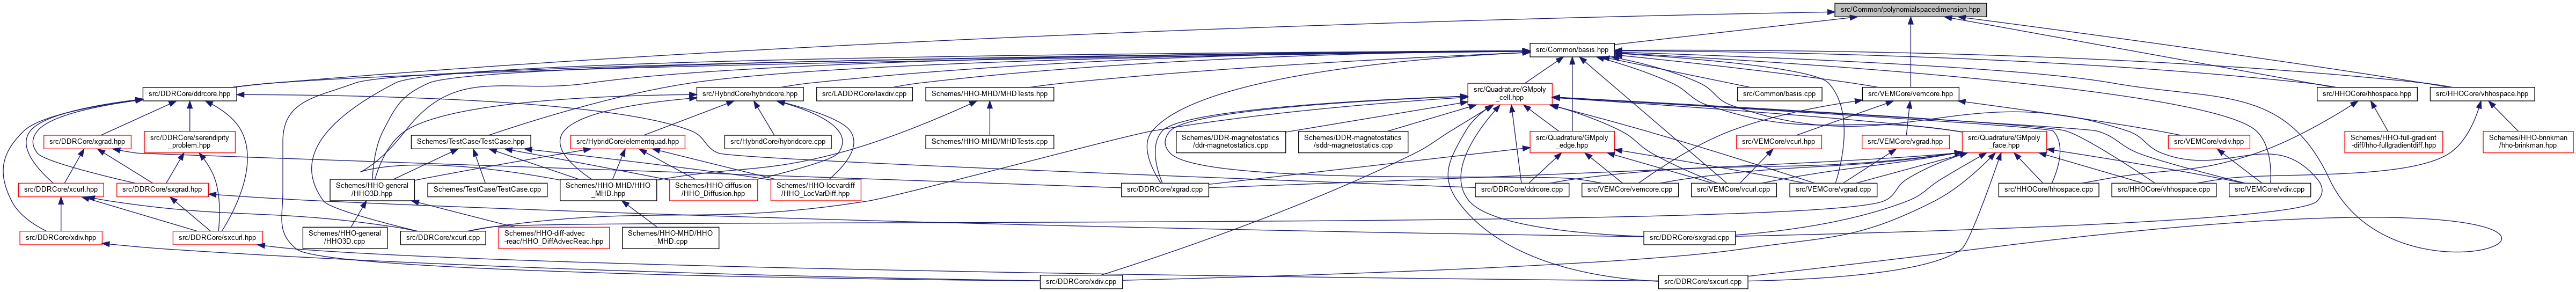 src/Common/polynomialspacedimension.hpp
src/Common/basis.hpp
src/DDRCore/ddrcore.hpp
src/HybridCore/hybridcore.hpp
src/LADDRCore/laxdiv.cpp
Schemes/HHO-MHD/MHDTests.hpp
src/Quadrature/GMpoly
_cell.hpp
src/Common/basis.cpp
src/VEMCore/vemcore.hpp
src/HHOCore/hhospace.hpp
src/HHOCore/vhhospace.hpp
src/DDRCore/xgrad.hpp
src/DDRCore/serendipity
_problem.hpp
Schemes/TestCase/TestCase.hpp
src/HybridCore/elementquad.hpp
src/HybridCore/hybridcore.cpp
Schemes/HHO-MHD/MHDTests.cpp
Schemes/DDR-magnetostatics
/ddr-magnetostatics.cpp
Schemes/DDR-magnetostatics
/sddr-magnetostatics.cpp
src/Quadrature/GMpoly
_edge.hpp
src/VEMCore/vcurl.hpp
src/VEMCore/vgrad.hpp
src/Quadrature/GMpoly
_face.hpp
src/VEMCore/vdiv.hpp
Schemes/HHO-full-gradient
-diff/hho-fullgradientdiff.hpp
Schemes/HHO-brinkman
/hho-brinkman.hpp
src/DDRCore/xcurl.hpp
src/DDRCore/sxgrad.hpp
Schemes/HHO-general
/HHO3D.hpp
Schemes/TestCase/TestCase.cpp
Schemes/HHO-MHD/HHO
_MHD.hpp
Schemes/HHO-diffusion
/HHO_Diffusion.hpp
Schemes/HHO-locvardiff
/HHO_LocVarDiff.hpp
src/DDRCore/xgrad.cpp
src/DDRCore/ddrcore.cpp
src/VEMCore/vemcore.cpp
src/VEMCore/vcurl.cpp
src/VEMCore/vgrad.cpp
src/HHOCore/hhospace.cpp
src/HHOCore/vhhospace.cpp
src/VEMCore/vdiv.cpp
src/DDRCore/xdiv.hpp
src/DDRCore/sxcurl.hpp
Schemes/HHO-general
/HHO3D.cpp
src/DDRCore/xcurl.cpp
Schemes/HHO-diff-advec
-reac/HHO_DiffAdvecReac.hpp
Schemes/HHO-MHD/HHO
_MHD.cpp
src/DDRCore/sxgrad.cpp
src/DDRCore/xdiv.cpp
src/DDRCore/sxcurl.cpp